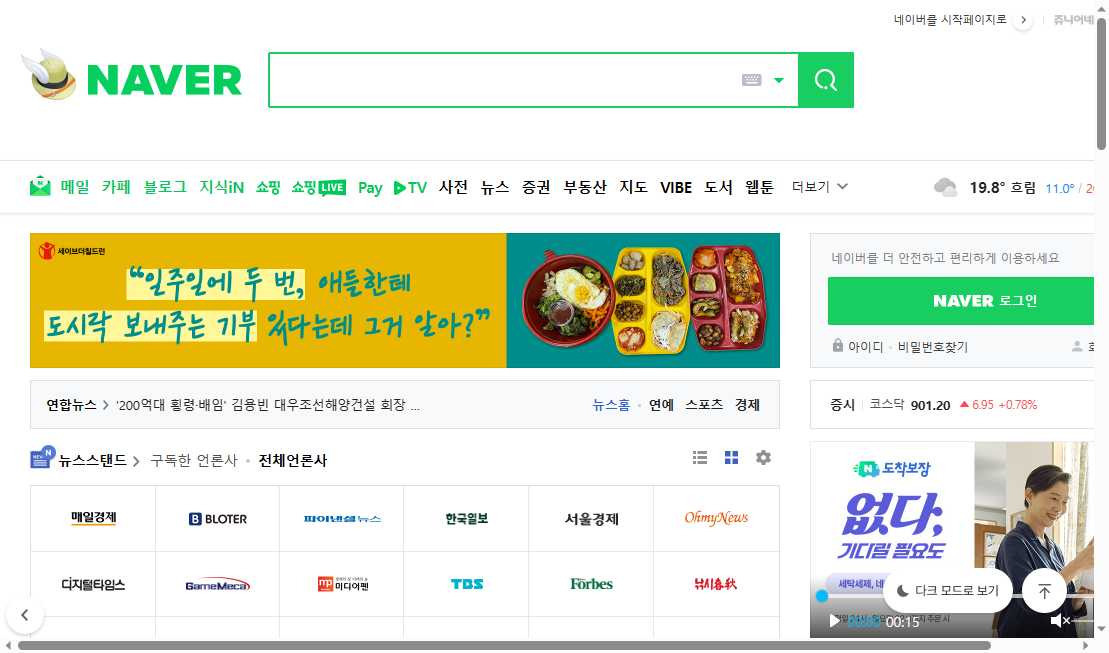 네이버를 시작페이지로
쥬니어네
NAVER
메일 카페 블로그 지식iN 쇼핑 쇼핑LIVE Pay TV 사전 뉴스 증권 부동산 지도 VIBE 도서 웹툰 더보기
19.8° 흐림 11.0° /
세이브더칠드런
“일주일에 두 번, 애들한테
도시락 보내주는 기부 있다는데 그거 알아?”
네이버를 더 안전하고 편리하게 이용하세요
NAVER 로그인
아이디 · 비밀번호찾기
연합뉴스 > '200억대 횡령·배임' 김용빈 대우조선해양건설 회장 ...
뉴스홈 · 연예 스포츠 경제
증시 코스닥 901.20 ▲ 6.95 +0.78%
뉴스스탠드 > 구독한 언론사 · 전체언론사
매일경제 BLOTER 파이낸셜뉴스 한국일보 서울경제 OhmyNews
디지털타임스 GameMeca 미디어펜 TBS Forbes 낚시춘추
N 도착보장
없다;
기다릴 필요도
세탁세제, 네
다크 모드로 보기
00:15